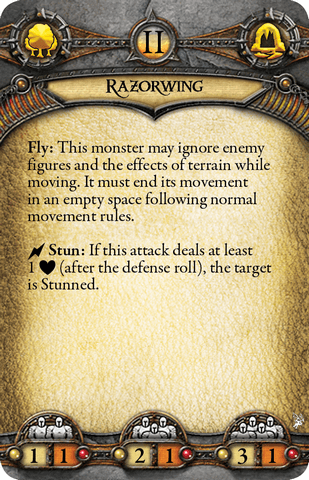 II
RAZORWING
Fly: This monster may ignore enemy
figures and the effects of terrain while
moving. It must end its movement
in an empty space following normal
movement rules.
Stun: If this attack deals at least
1 (after the defense roll), the target
is Stunned.
1 1 2 1 3 1